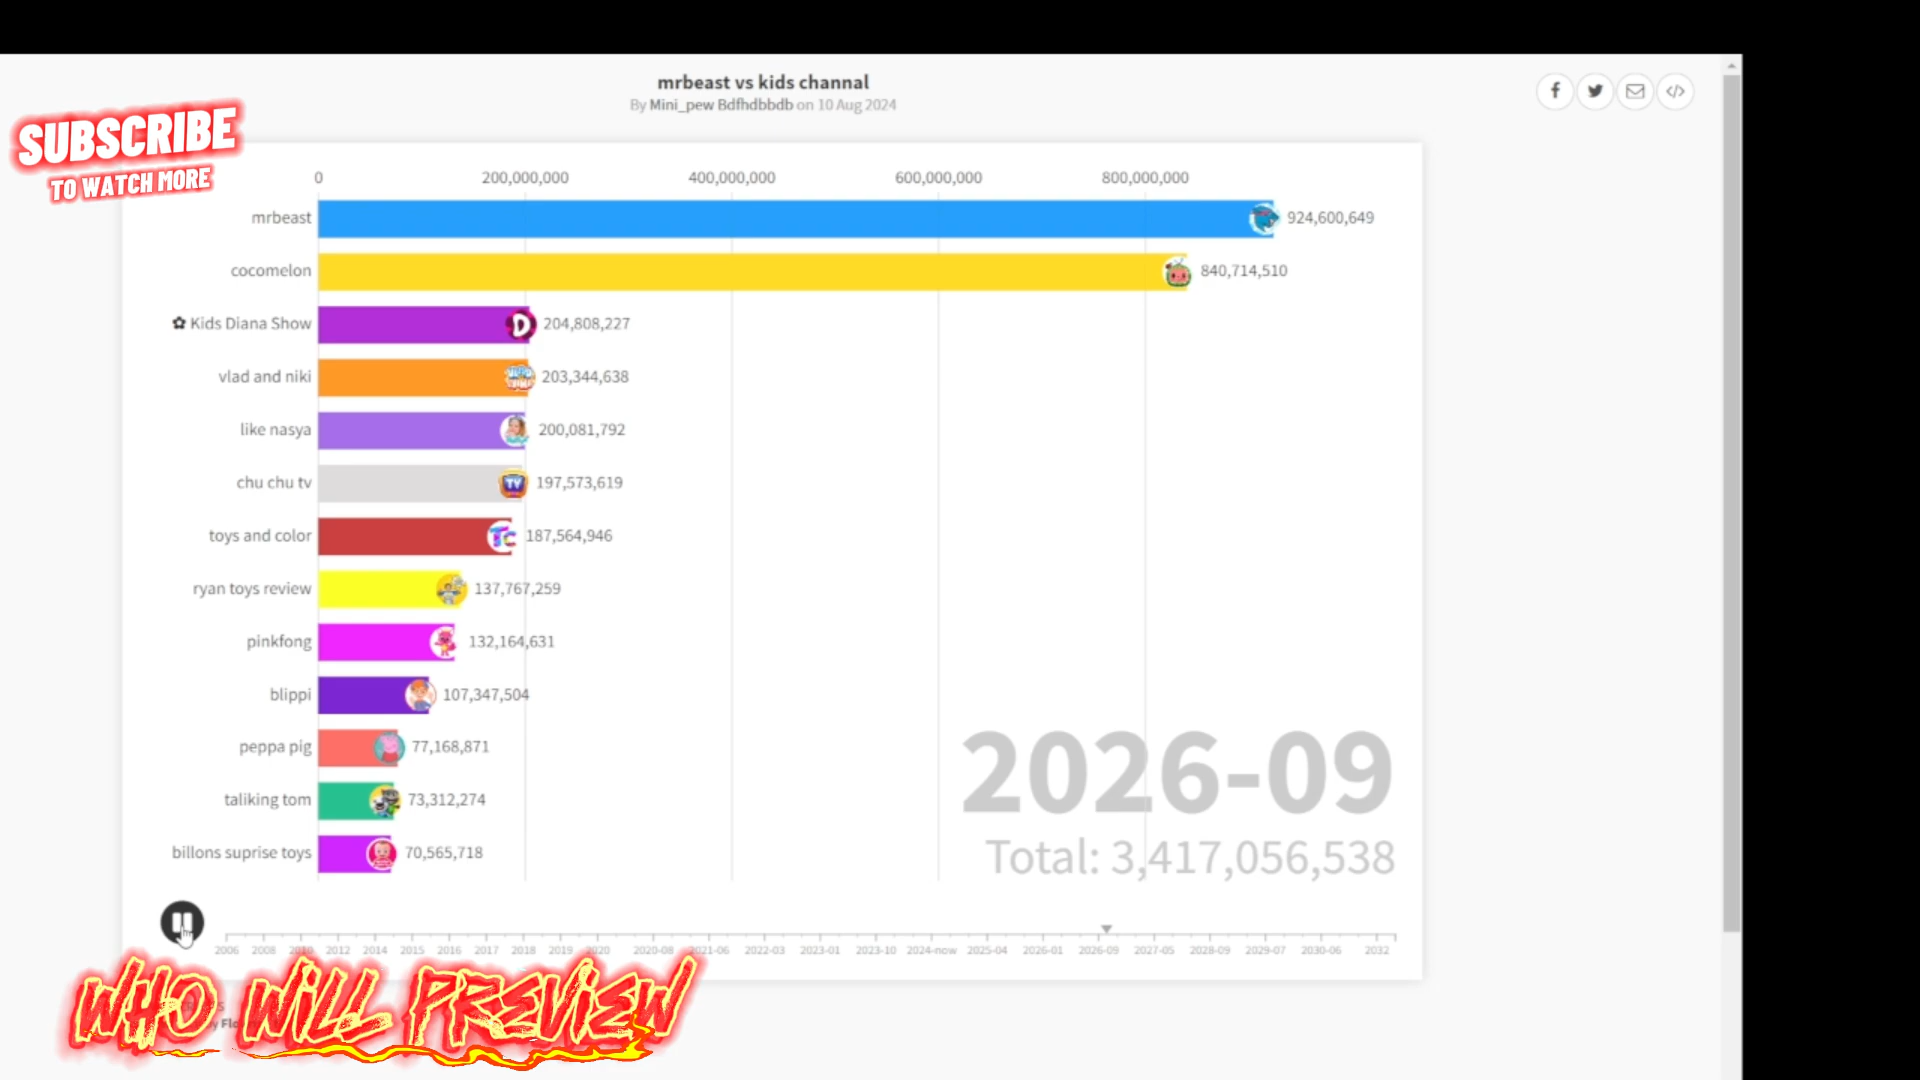 mrbeast vs kids channal
By Mini_pew Bdfhdbbdb on 10 Aug 2024
SUBSCRIBE
TO WATCH MORE
0 200,000,000 400,000,000 600,000,000 800,000,000
mrbeast 924,600,649
cocomelon 840,714,510
✿ Kids Diana Show 204,808,227
vlad and niki 203,344,638
like nasya 200,081,792
chu chu tv 197,573,619
toys and color 187,564,946
ryan toys review 137,767,259
pinkfong 132,164,631
blippi 107,347,504
peppa pig 77,168,871
taliking tom 73,312,274
billons suprise toys 70,565,718
2026-09
Total: 3,417,056,538
2006 2008 2010 2012 2014 2015 2016 2017 2018 2019 2020 2020-08 2021-06 2022-03 2023-01 2023-10 2024-now 2025-04 2026-01 2026-09 2027-05 2028-09 2029-07 2030-06 2032
WHO WILL PREVIEW